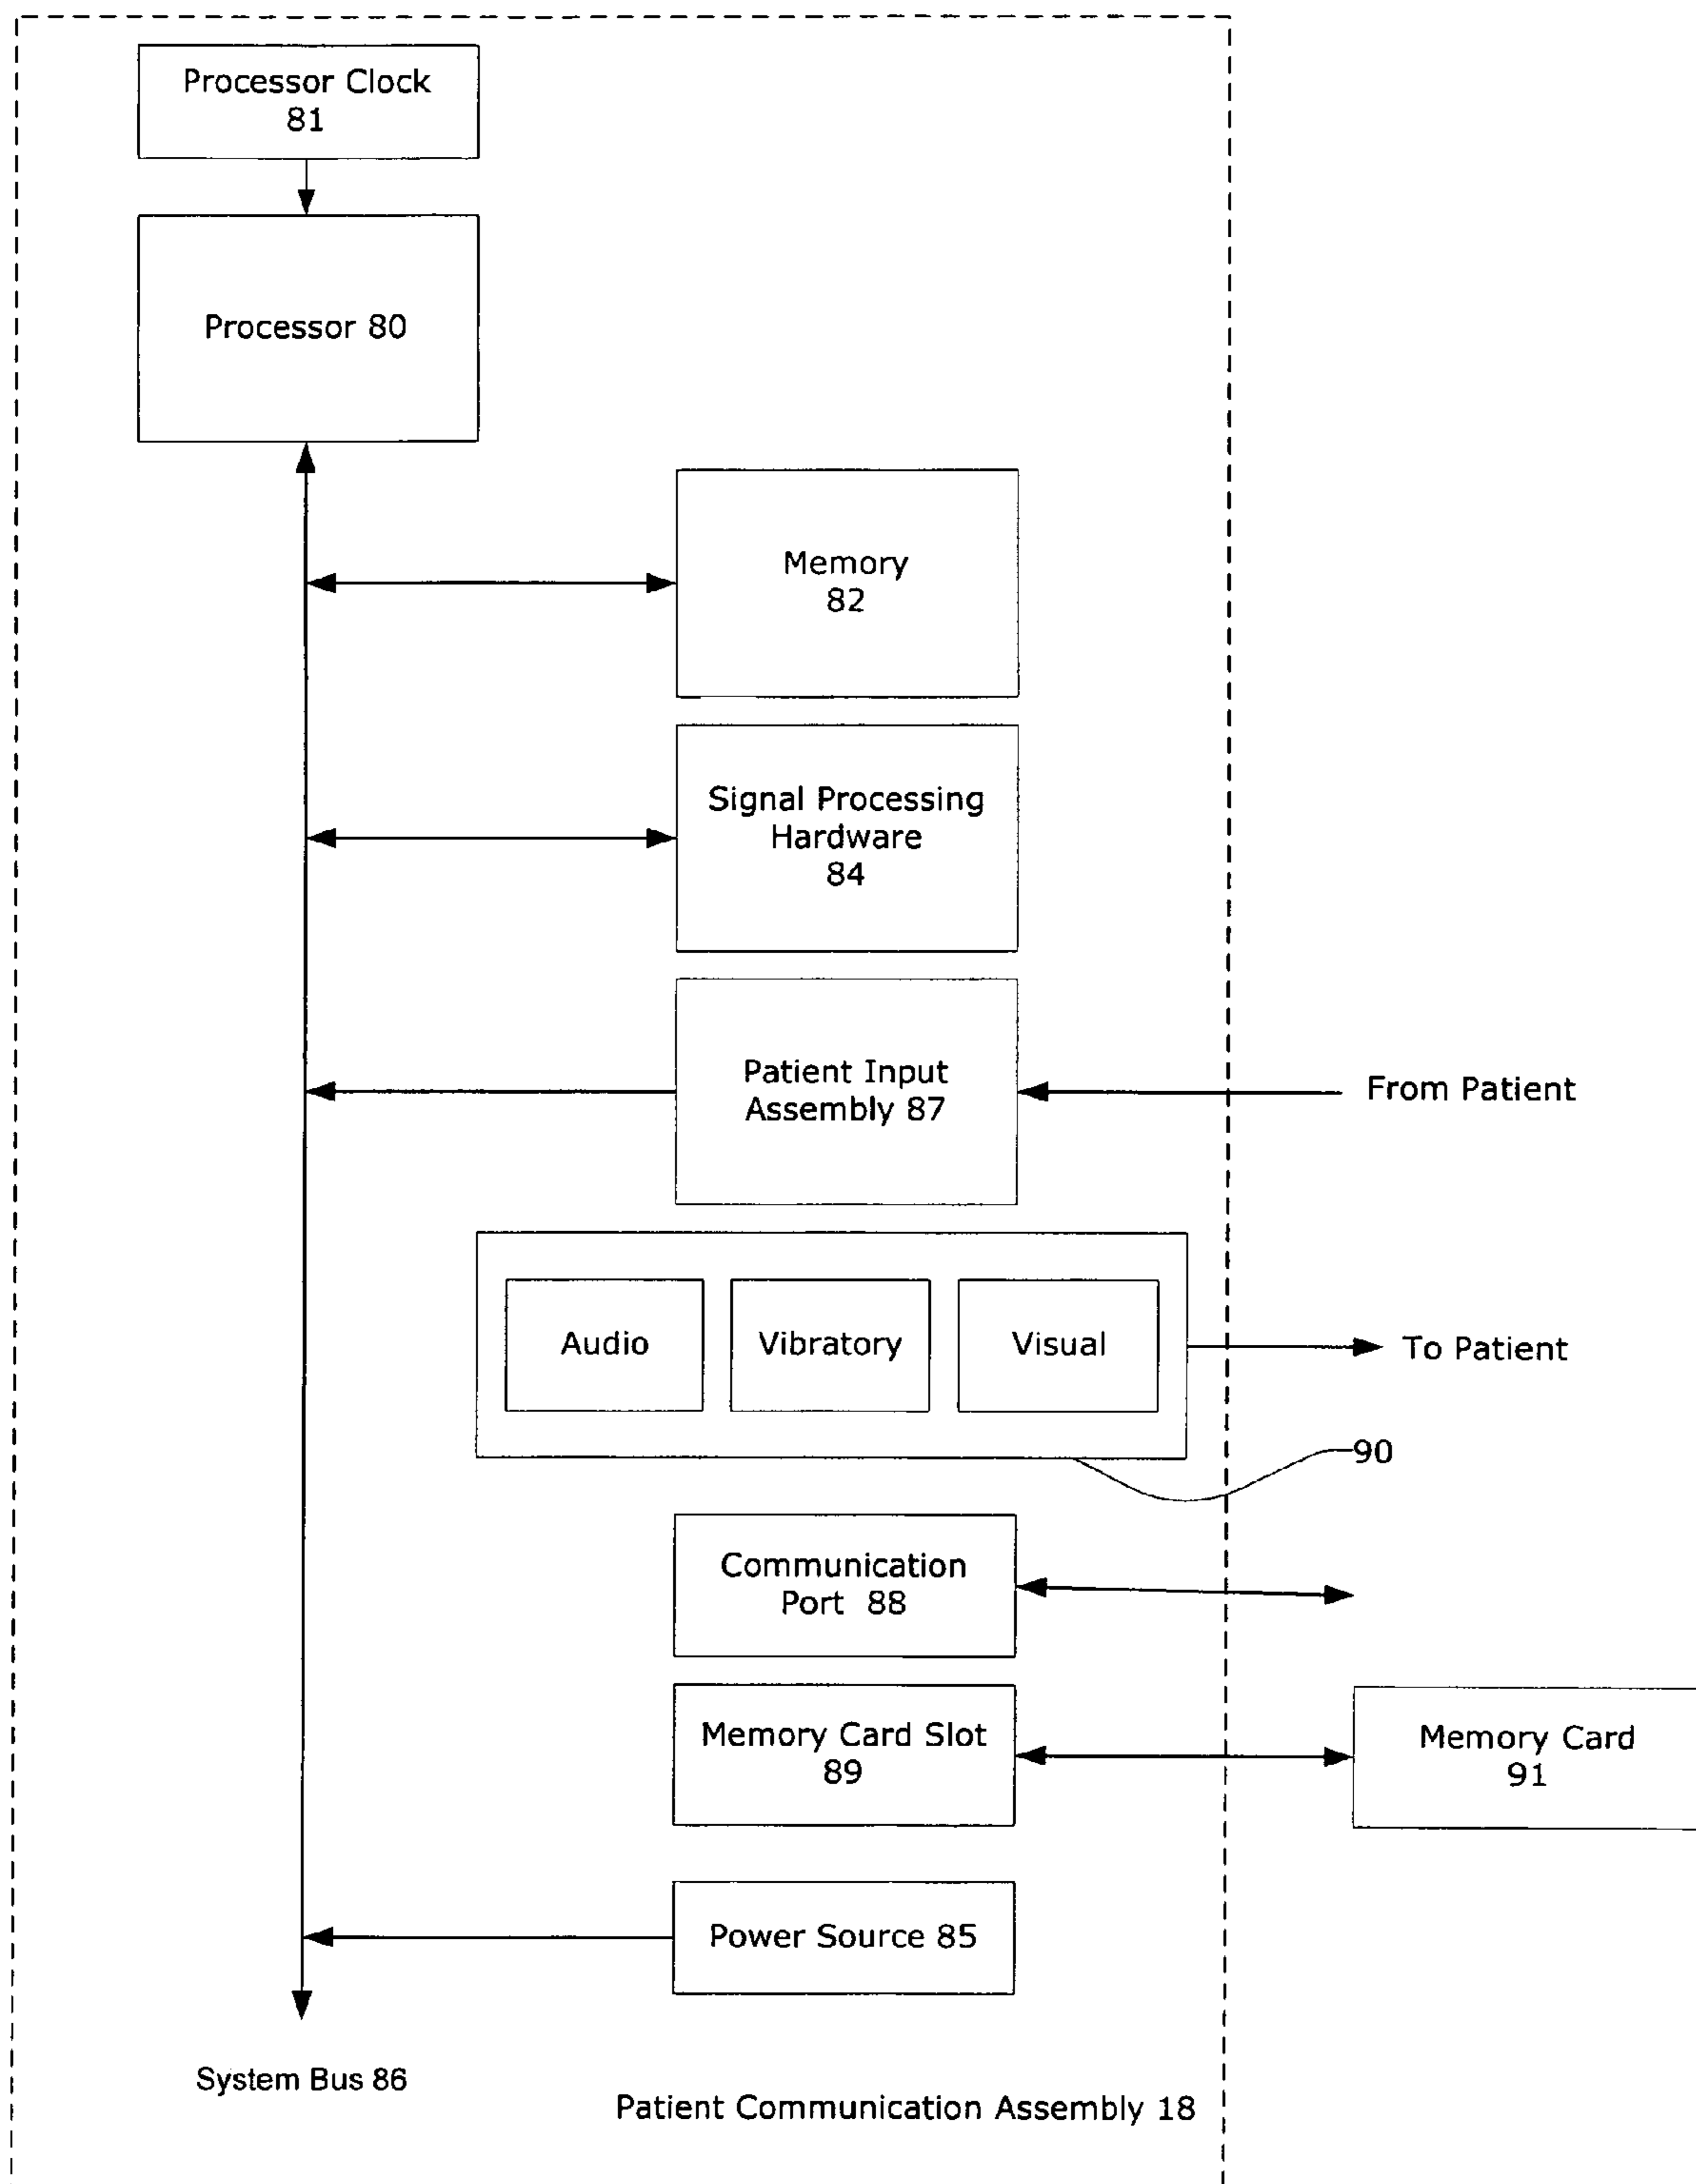 Processor Clock
81
Processor 80
Memory
82
Signal Processing
Hardware
84
Patient Input
Assembly 87
From Patient
Audio
Vibratory
Visual
To Patient
90
Communication
Port 88
Memory Card Slot
89
Memory Card
91
Power Source 85
System Bus 86
Patient Communication Assembly 18